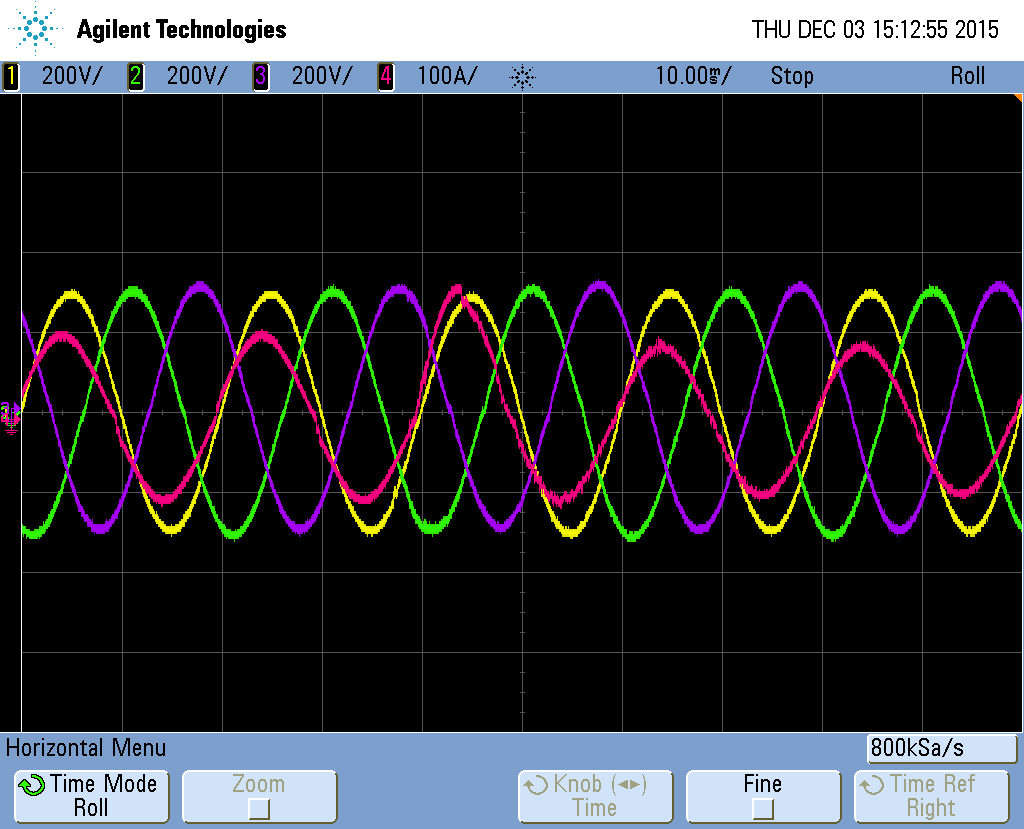 Agilent Technologies
THU DEC 03 15:12:55 2015
1 200V/ 2 200V/ 3 200V/ 4 100A/ 10.00ms/ Stop Roll
Horizontal Menu
800kSa/s
Time Mode
Roll
Zoom
Knob (◄►)
Time
Fine
Time Ref
Right